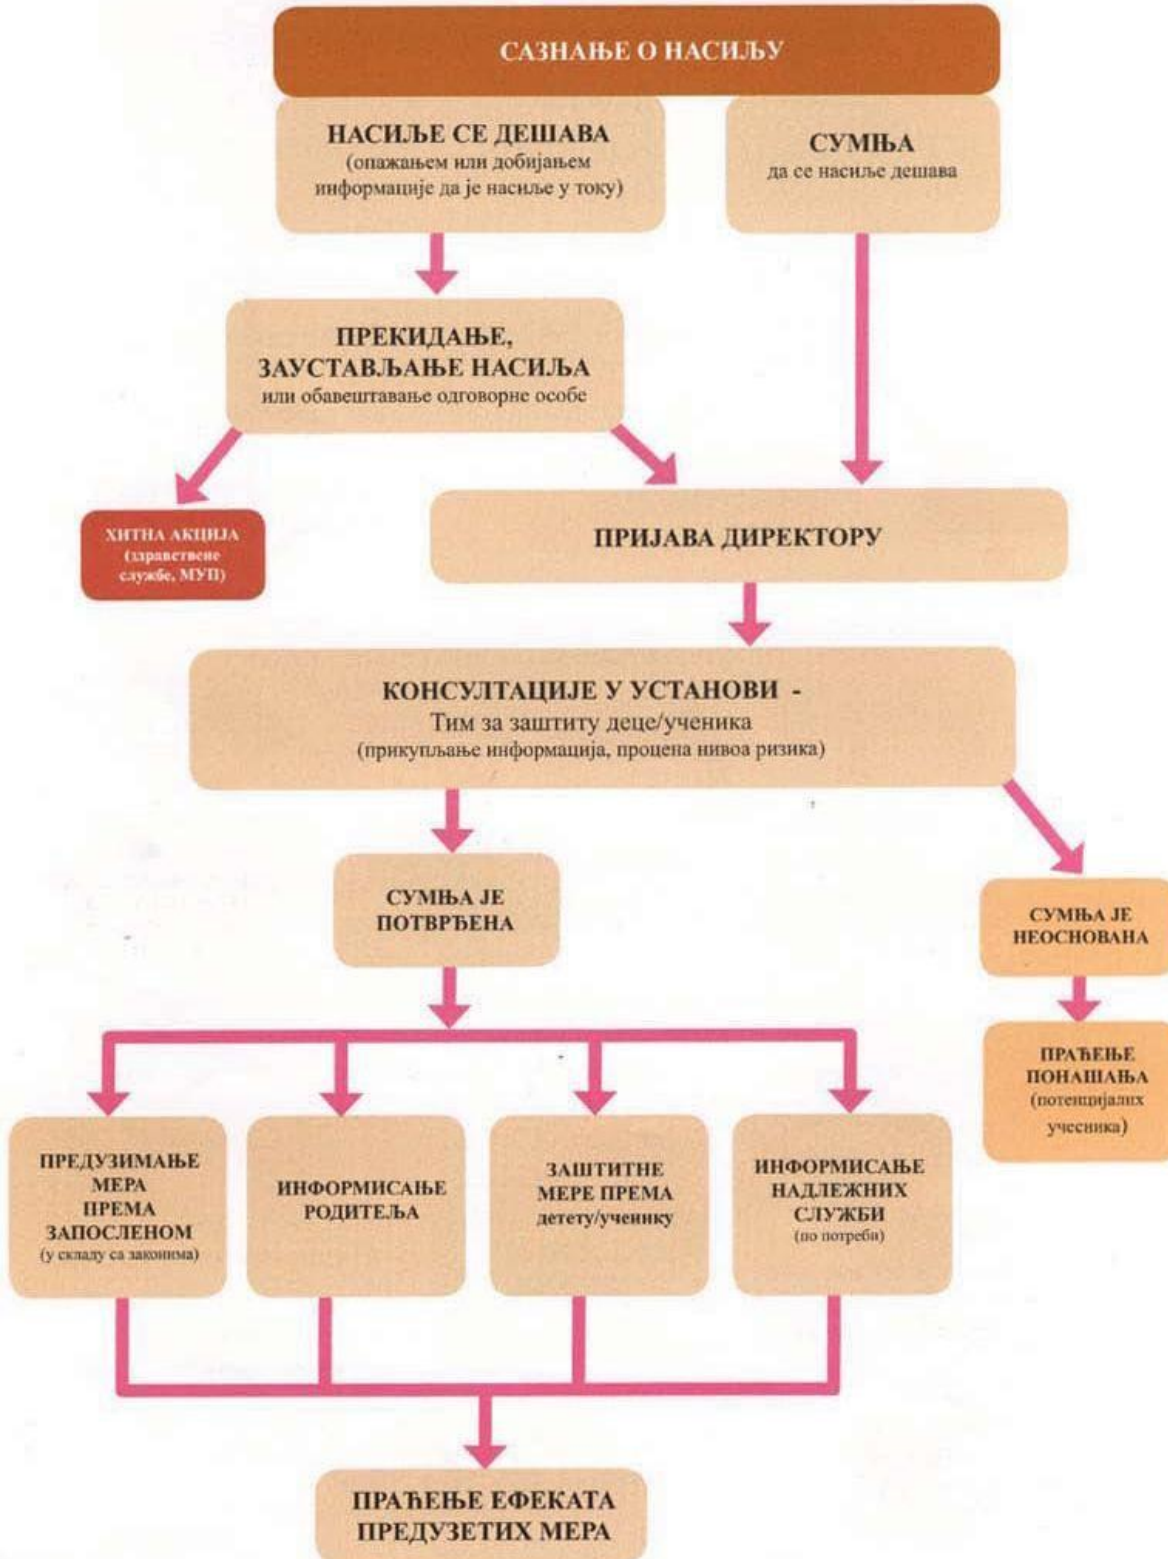 САЗНАЊЕ О НАСИЉУ
НАСИЉЕ СЕ ДЕШАВА
(опажањем или добијањем
информације да је насиље у току)
СУМЊА
да се насиље дешава
ПРЕКИДАЊЕ,
ЗАУСТАВЉАЊЕ НАСИЉА
или обавештавање одговорне особе
ХИТНА АКЦИЈА
(здравствене
службе, МУП)
ПРИЈАВА ДИРЕКТОРУ
КОНСУЛТАЦИЈЕ У УСТАНОВИ -
Тим за заштиту деце/ученика
(прикупљање информација, процена нивоа ризика)
СУМЊА ЈЕ
ПОТВРЂЕНА
СУМЊА ЈЕ
НЕОСНОВАНА
ПРАЋЕЊЕ
ПОНАШАЊА
(потенцијалих
учесника)
ПРЕДУЗИМАЊЕ
МЕРА
ПРЕМА
ЗАПОСЛЕНОМ
(у складу са законима)
ИНФОРМИСАЊЕ
РОДИТЕЉА
ЗАШТИТНЕ
МЕРЕ ПРЕМА
детету/ученику
ИНФОРМИСАЊЕ
НАДЛЕЖНИХ
СЛУЖБИ
(по потреби)
ПРАЋЕЊЕ ЕФЕКАТА
ПРЕДУЗЕТИХ МЕРА